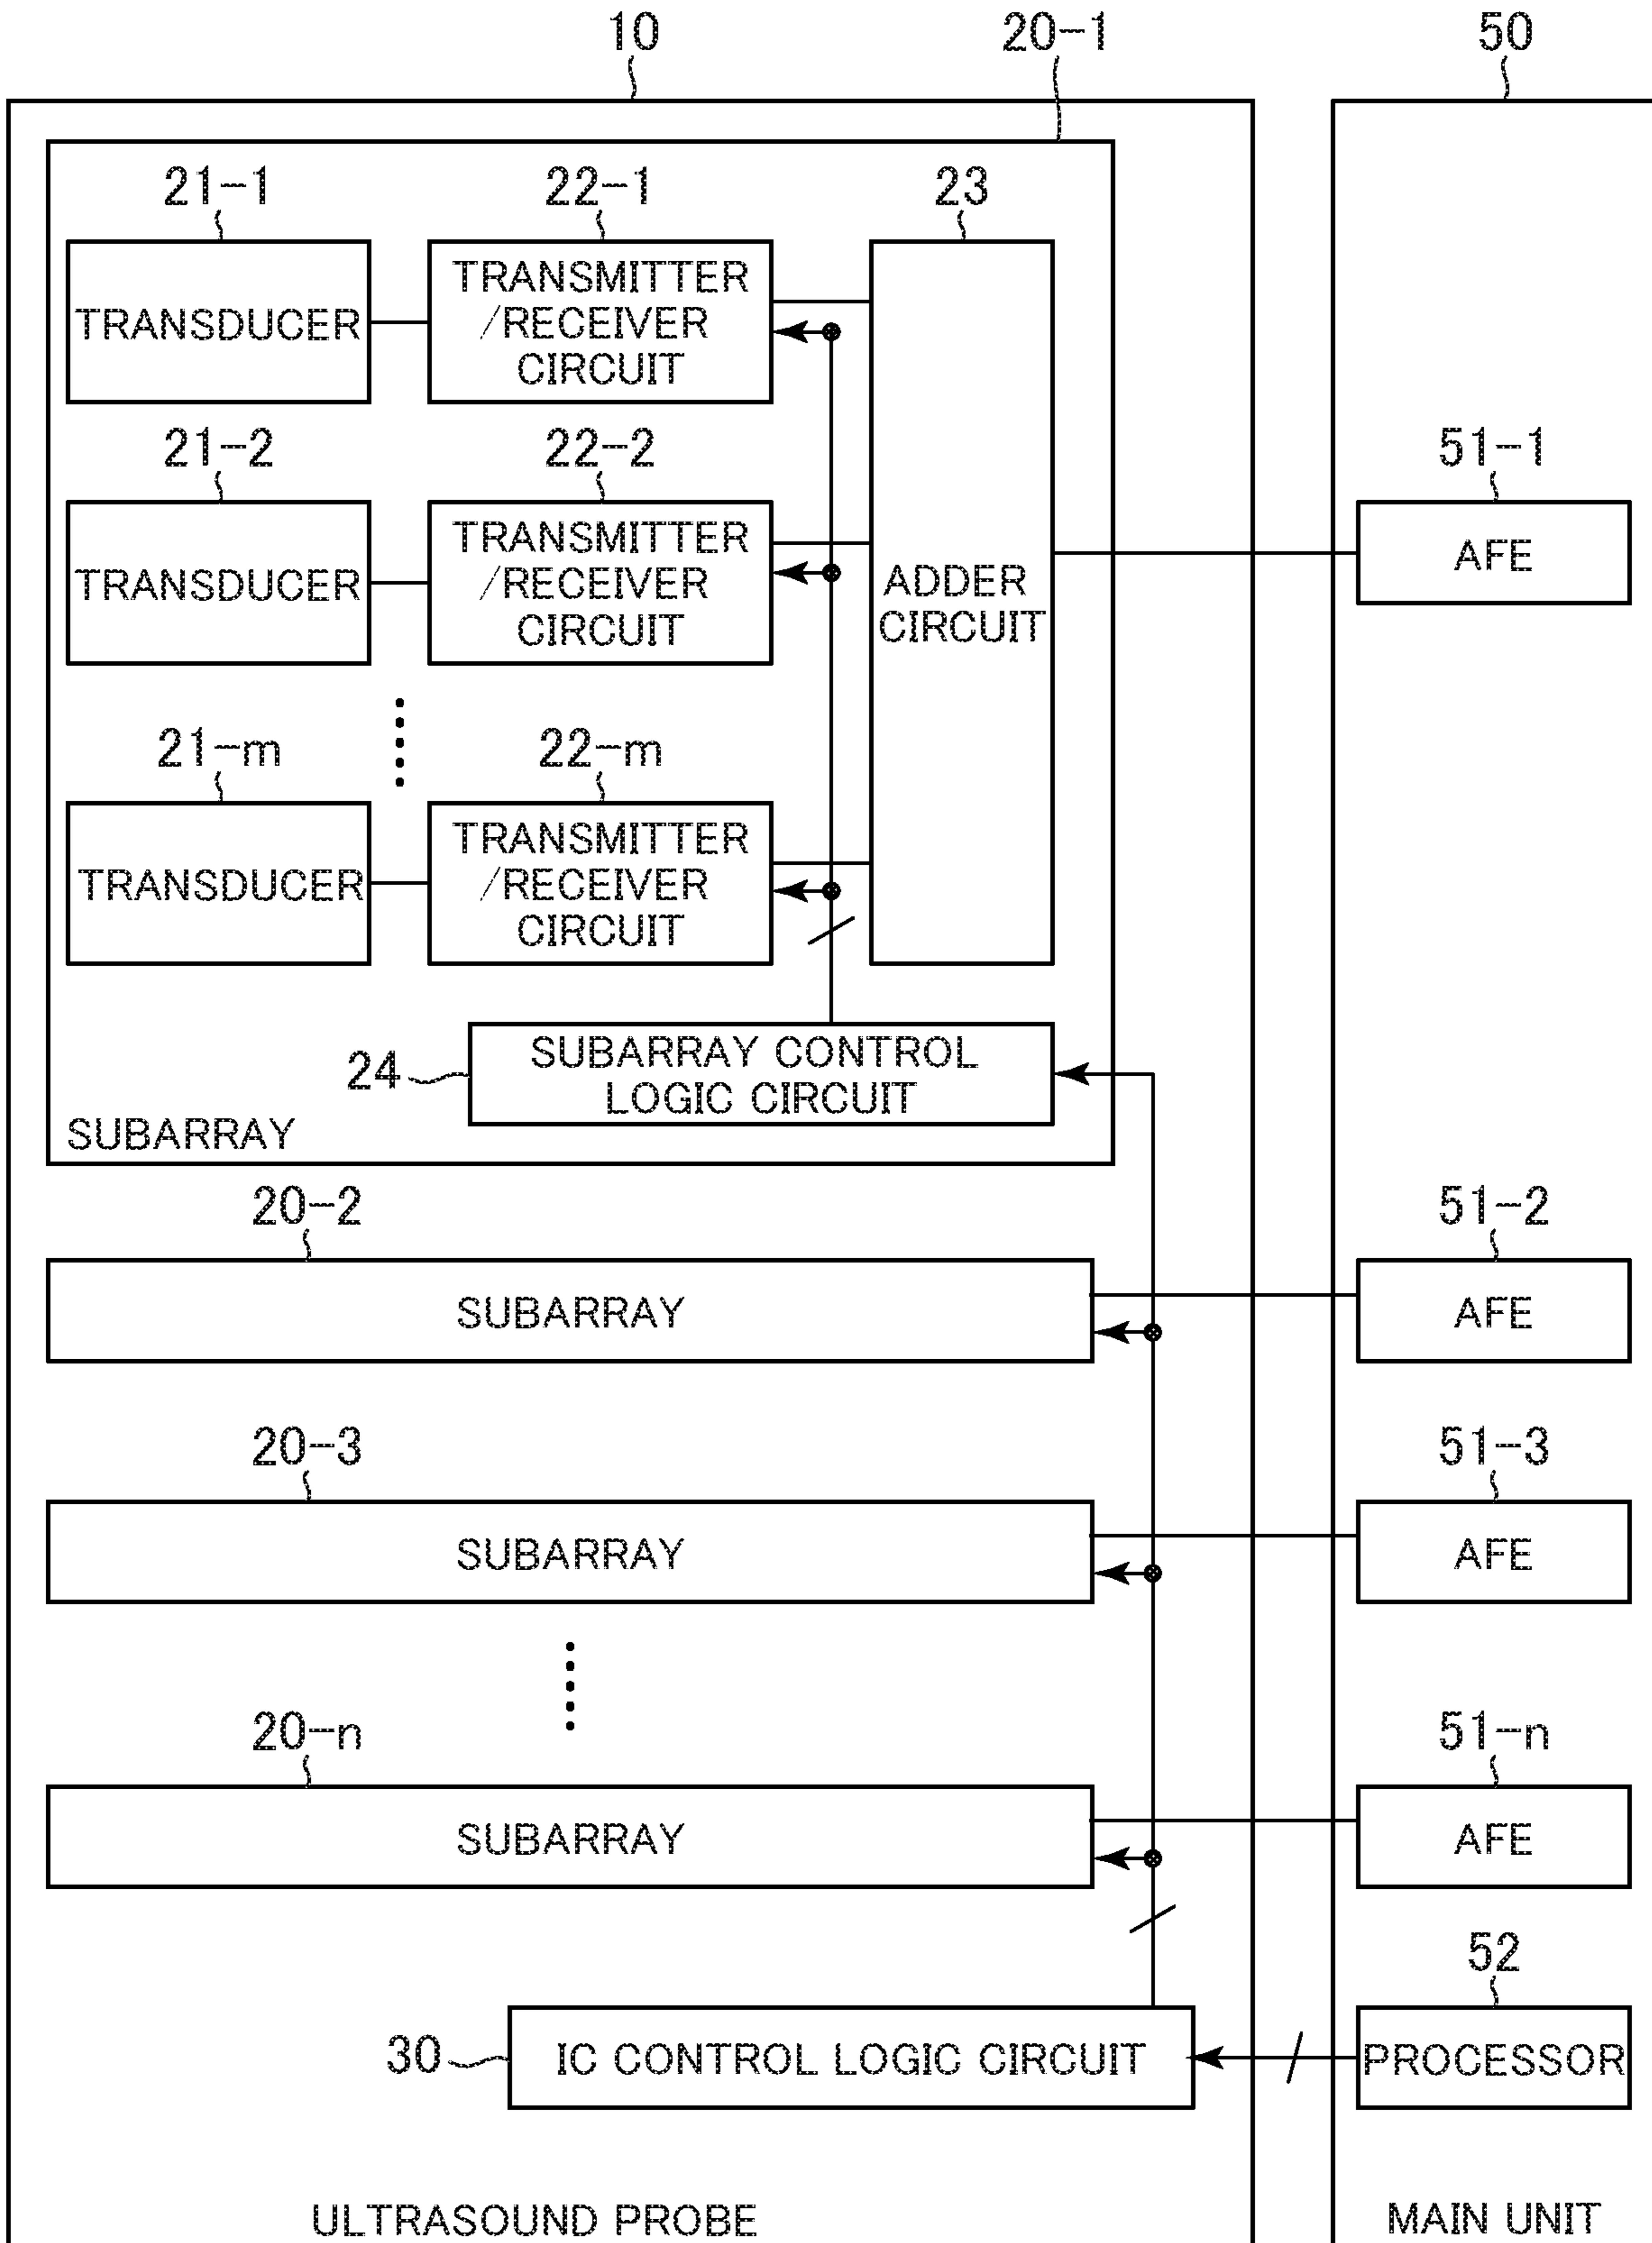 10
20-1
50
21-1
22-1
23
TRANSDUCER
TRANSMITTER
/RECEIVER
CIRCUIT
21-2
22-2
51-1
TRANSDUCER
TRANSMITTER
/RECEIVER
CIRCUIT
ADDER
CIRCUIT
AFE
21-m
22-m
TRANSDUCER
TRANSMITTER
/RECEIVER
CIRCUIT
24
SUBARRAY CONTROL
LOGIC CIRCUIT
SUBARRAY
20-2
51-2
SUBARRAY
AFE
20-3
51-3
SUBARRAY
AFE
20-n
51-n
SUBARRAY
AFE
52
30
IC CONTROL LOGIC CIRCUIT
PROCESSOR
ULTRASOUND PROBE
MAIN UNIT